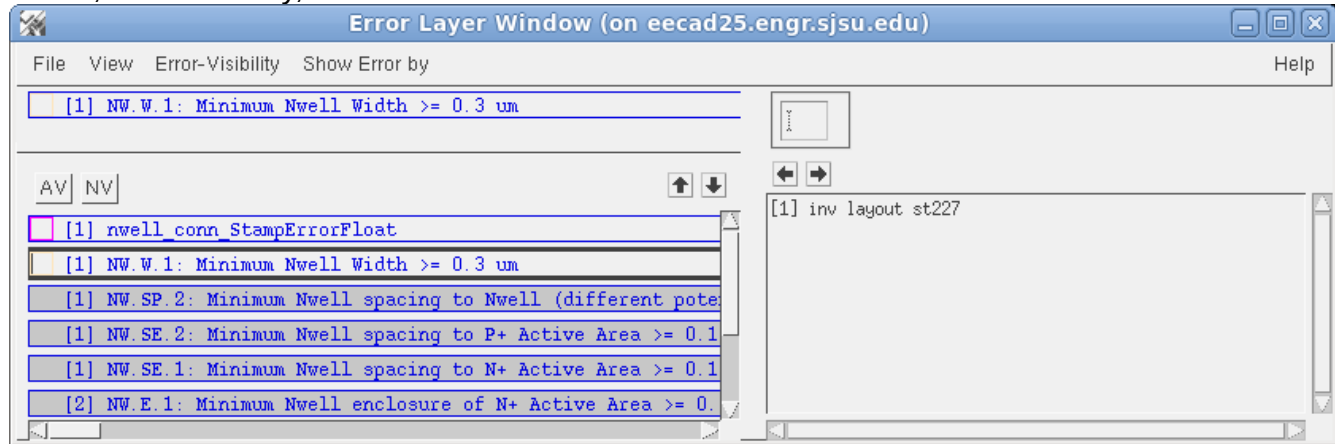 Error Layer Window (on eecad25.engr.sjsu.edu)
File View Error-Visibility Show Error by Help
[1] NW.W.1: Minimum Nwell Width >= 0.3 um
AV NV
[1] inv layout st227
[1] nwell_conn_StampErrorFloat
[1] NW.W.1: Minimum Nwell Width >= 0.3 um
[1] NW.SP.2: Minimum Nwell spacing to Nwell (different pote
[1] NW.SE.2: Minimum Nwell spacing to P+ Active Area >= 0.1
[1] NW.SE.1: Minimum Nwell spacing to N+ Active Area >= 0.1
[2] NW.E.1: Minimum Nwell enclosure of N+ Active Area >= 0.